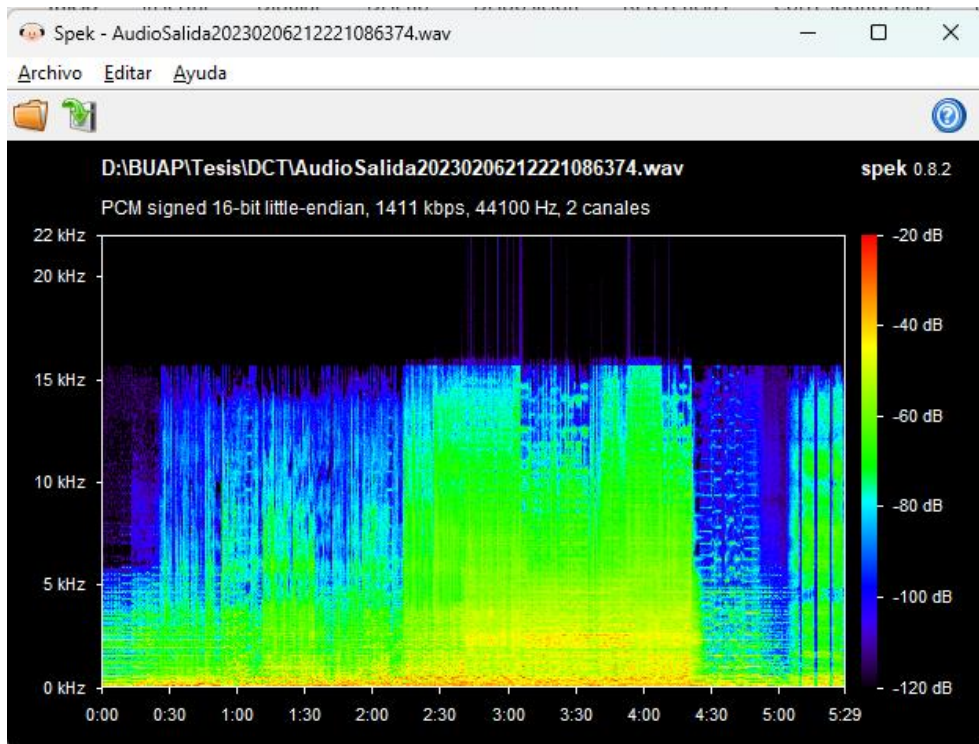 Spek - AudioSalida20230206212221086374.wav
Archivo Editar Ayuda
D:\BUAP\Tesis\DCT\AudioSalida20230206212221086374.wav spek 0.8.2
PCM signed 16-bit little-endian, 1411 kbps, 44100 Hz, 2 canales
22 kHz -20 dB
20 kHz
-40 dB
15 kHz
-60 dB
10 kHz
-80 dB
5 kHz
-100 dB
0 kHz -120 dB
0:00 0:30 1:00 1:30 2:00 2:30 3:00 3:30 4:00 4:30 5:00 5:29